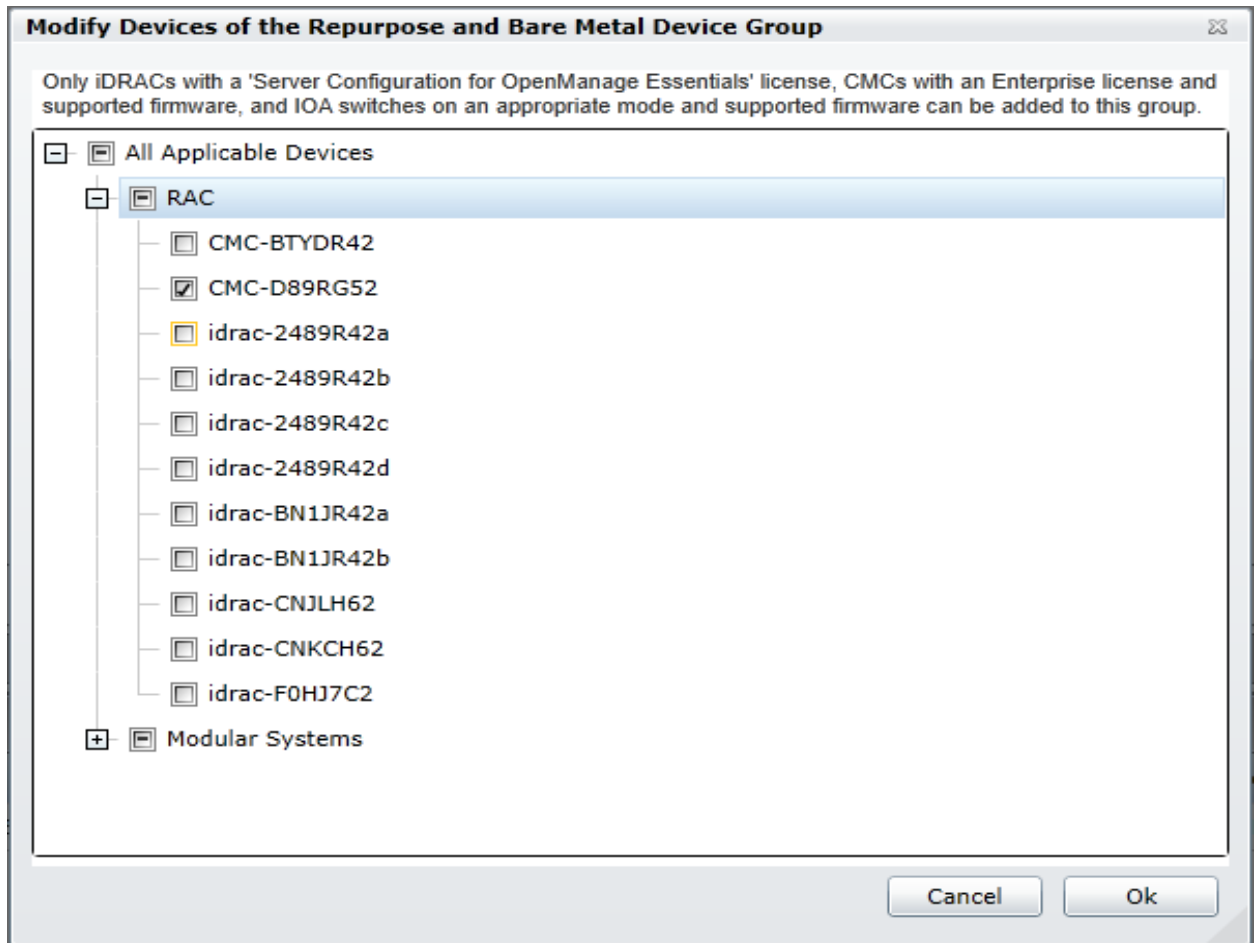 Modify Devices of the Repurpose and Bare Metal Device Group
Only iDRACs with a 'Server Configuration for OpenManage Essentials' license, CMCs with an Enterprise license and
supported firmware, and IOA switches on an appropriate mode and supported firmware can be added to this group.
All Applicable Devices
RAC
CMC-BTYDR42
CMC-D89RG52
idrac-2489R42a
idrac-2489R42b
idrac-2489R42c
idrac-2489R42d
idrac-BN1JR42a
idrac-BN1JR42b
idrac-CNJLH62
idrac-CNKCH62
idrac-F0HJ7C2
Modular Systems
Cancel Ok